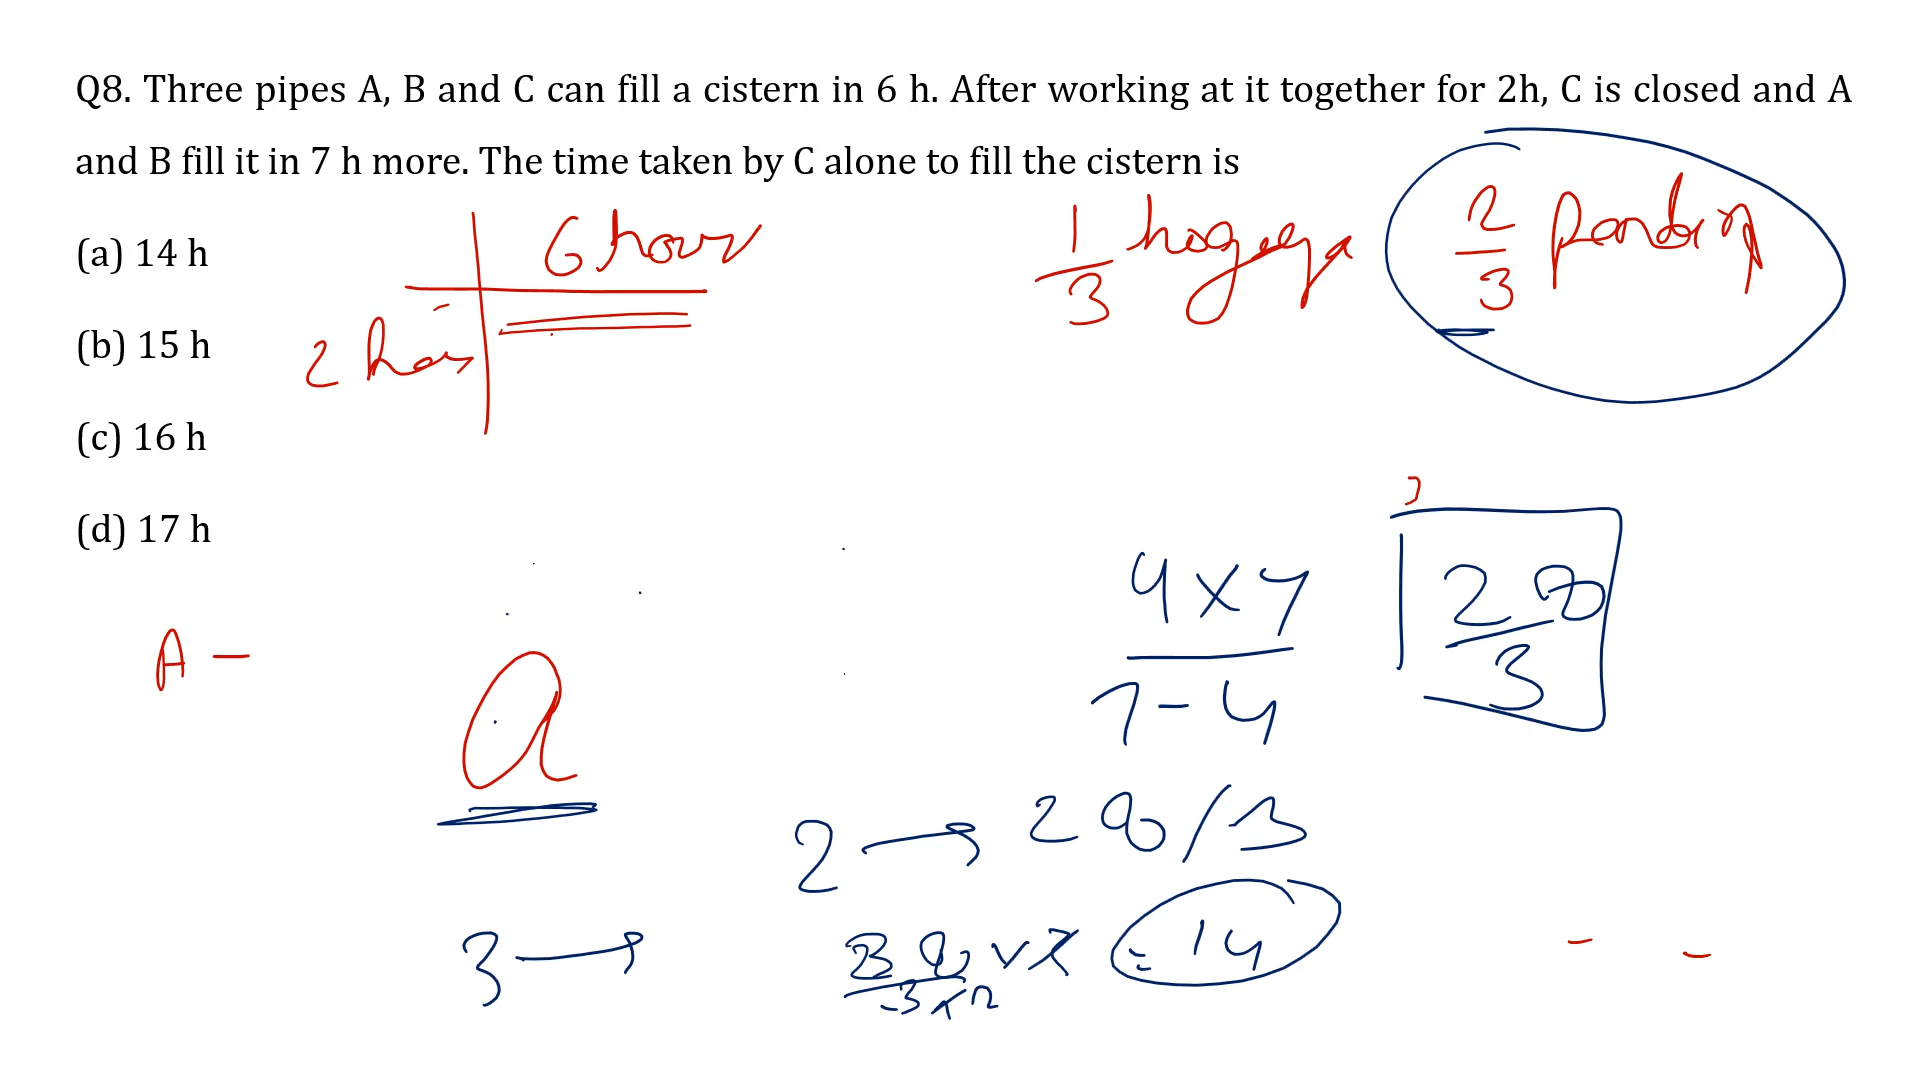 Q8. Three pipes A, B and C can fill a cistern in 6 h. After working at it together for 2h, C is closed and A
and B fill it in 7 h more. The time taken by C alone to fill the cistern is
(a) 14 h
(b) 15 h
(c) 16 h
(d) 17 h
6 hour
2 hour
1/3 hogya
2/3 pending
A -
a
4 x 7
7 - 4
28
3
2 → 28/3
3 →
= 14